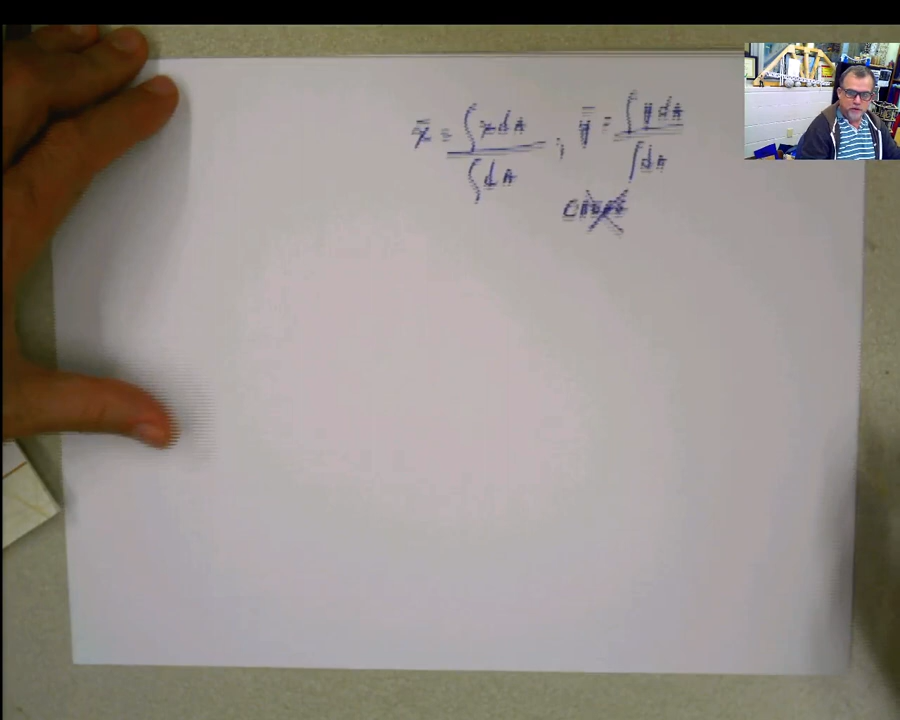 x̄ = ∫x dA / ∫dA ; ȳ = ∫y dA / ∫dA